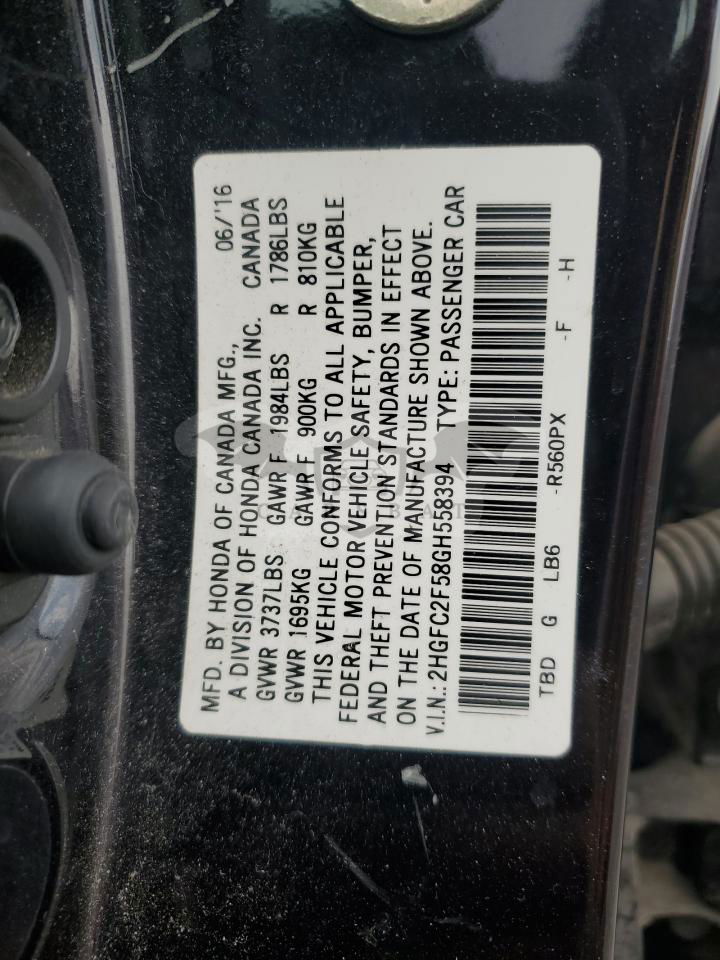 MFD. BY HONDA OF CANADA MFG., 06/'16
A DIVISION OF HONDA CANADA INC. CANADA
GVWR 3737LBS GAWR F 1984LBS R 1786LBS
GVWR 1695KG GAWR F 900KG R 810KG
THIS VEHICLE CONFORMS TO ALL APPLICABLE
FEDERAL MOTOR VEHICLE SAFETY, BUMPER,
AND THEFT PREVENTION STANDARDS IN EFFECT
ON THE DATE OF MANUFACTURE SHOWN ABOVE.
V.I.N.: 2HGFC2F58GH558394 TYPE: PASSENGER CAR
TBD G LB6 -R560PX -F -H